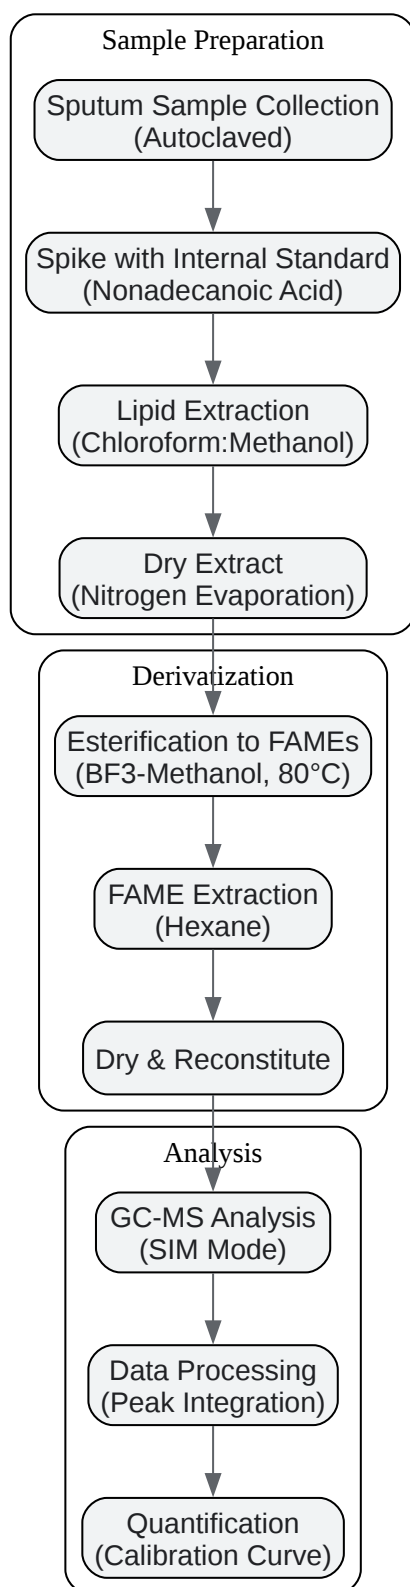 Sample Preparation
Sputum Sample Collection
(Autoclaved)
Spike with Internal Standard
(Nonadecanoic Acid)
Lipid Extraction
(Chloroform:Methanol)
Dry Extract
(Nitrogen Evaporation)
Derivatization
Esterification to FAMEs
(BF3-Methanol, 80°C)
FAME Extraction
(Hexane)
Dry & Reconstitute
Analysis
GC-MS Analysis
(SIM Mode)
Data Processing
(Peak Integration)
Quantification
(Calibration Curve)